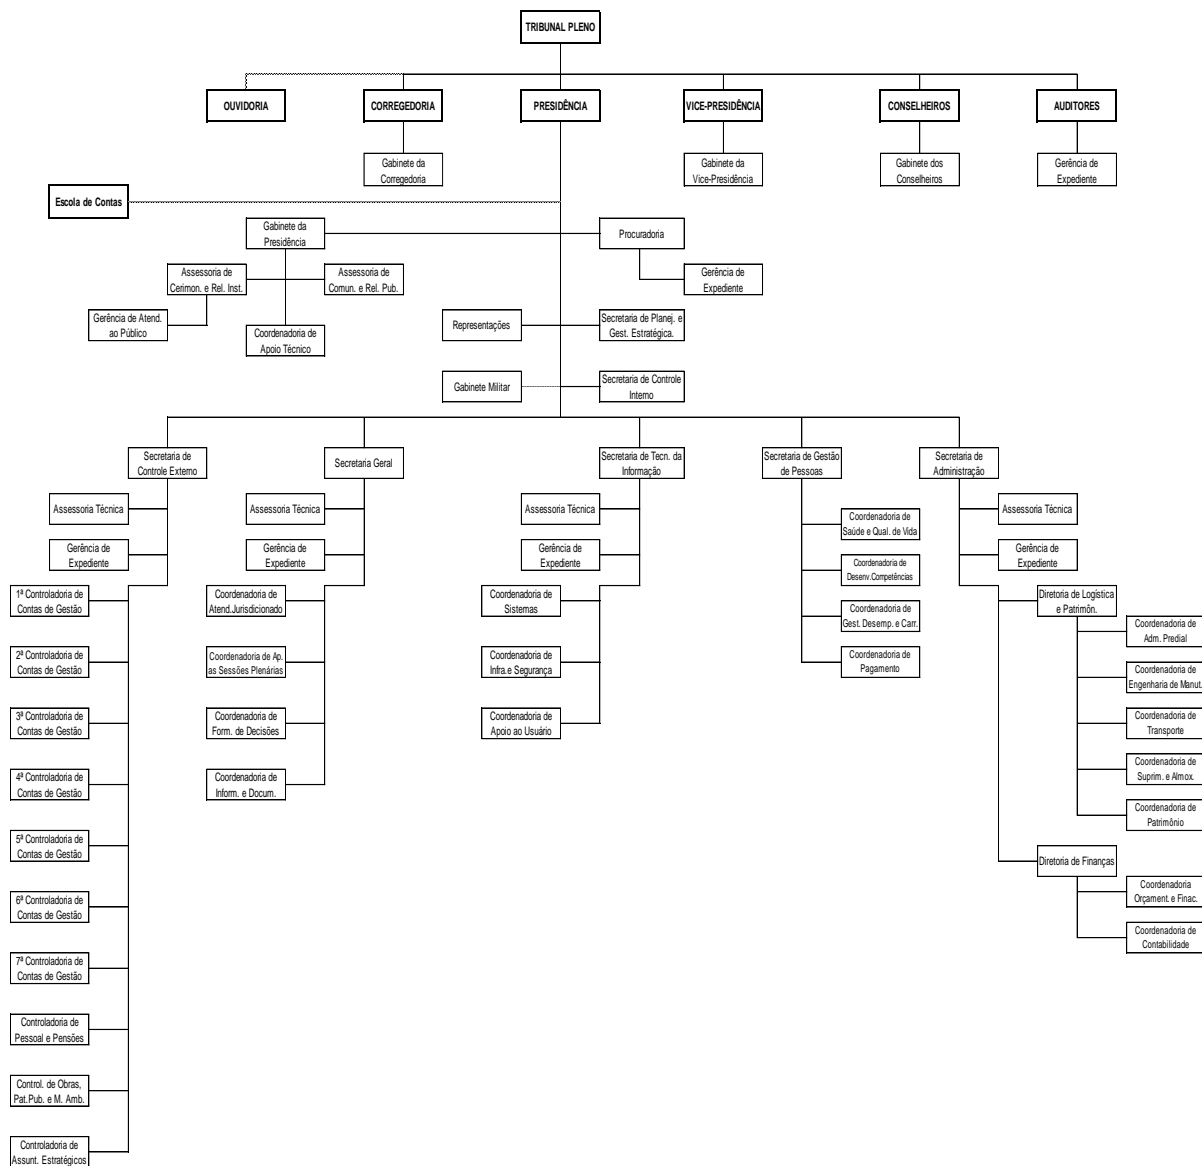 TRIBUNAL PLENO
OUVIDORIA
CORREGEDORIA
PRESIDÊNCIA
VICE-PRESIDÊNCIA
CONSELHEIROS
AUDITORES
Gabinete da
Corregedoria
Gabinete da
Vice-Presidência
Gabinete dos
Conselheiros
Gerência de
Expediente
Escola de Contas
Gabinete da
Presidência
Procuradoria
Assessoria de
Cerimon. e Rel. Inst.
Assessoria de
Comun. e Rel. Pub.
Gerência de
Expediente
Gerência de Atend.
ao Público
Coordenadoria de
Apoio Técnico
Representações
Secretaria de Planej. e
Gest. Estratégica.
Gabinete Militar
Secretaria de Controle
Interno
Secretaria de
Controle Externo
Secretaria Geral
Secretaria de Tecn. da
Informação
Secretaria de Gestão
de Pessoas
Secretaria de
Administração
Assessoria Técnica
Gerência de
Expediente
1ª Controladoria de
Contas de Gestão
2ª Controladoria de
Contas de Gestão
3ª Controladoria de
Contas de Gestão
4ª Controladoria de
Contas de Gestão
5ª Controladoria de
Contas de Gestão
6ª Controladoria de
Contas de Gestão
7ª Controladoria de
Contas de Gestão
Controladoria de
Pessoal e Pensões
Control. de Obras,
Pat.Pub. e M. Amb.
Controladoria de
Assunt. Estratégicos
Assessoria Técnica
Gerência de
Expediente
Coordenadoria de
Atend.Jurisdicionado
Coordenadoria de Ap.
as Sessões Plenárias
Coordenadoria de
Form. de Decisões
Coordenadoria de
Inform. e Docum.
Assessoria Técnica
Gerência de
Expediente
Coordenadoria de
Sistemas
Coordenadoria de
Infra.e Segurança
Coordenadoria de
Apoio ao Usuário
Coordenadoria de
Saúde e Qual. de Vida
Coordenadoria de
Desenv.Competências
Coordenadoria de
Gest. Desemp. e Carr.
Coordenadoria de
Pagamento
Assessoria Técnica
Gerência de
Expediente
Diretoria de Logística
e Patrimôn.
Coordenadoria de
Adm. Predial
Coordenadoria de
Engenharia de Manut.
Coordenadoria de
Transporte
Coordenadoria de
Suprim. e Almox.
Coordenadoria de
Patrimônio
Diretoria de Finanças
Coordenadoria
Orçament. e Finac.
Coordenadoria de
Contabilidade